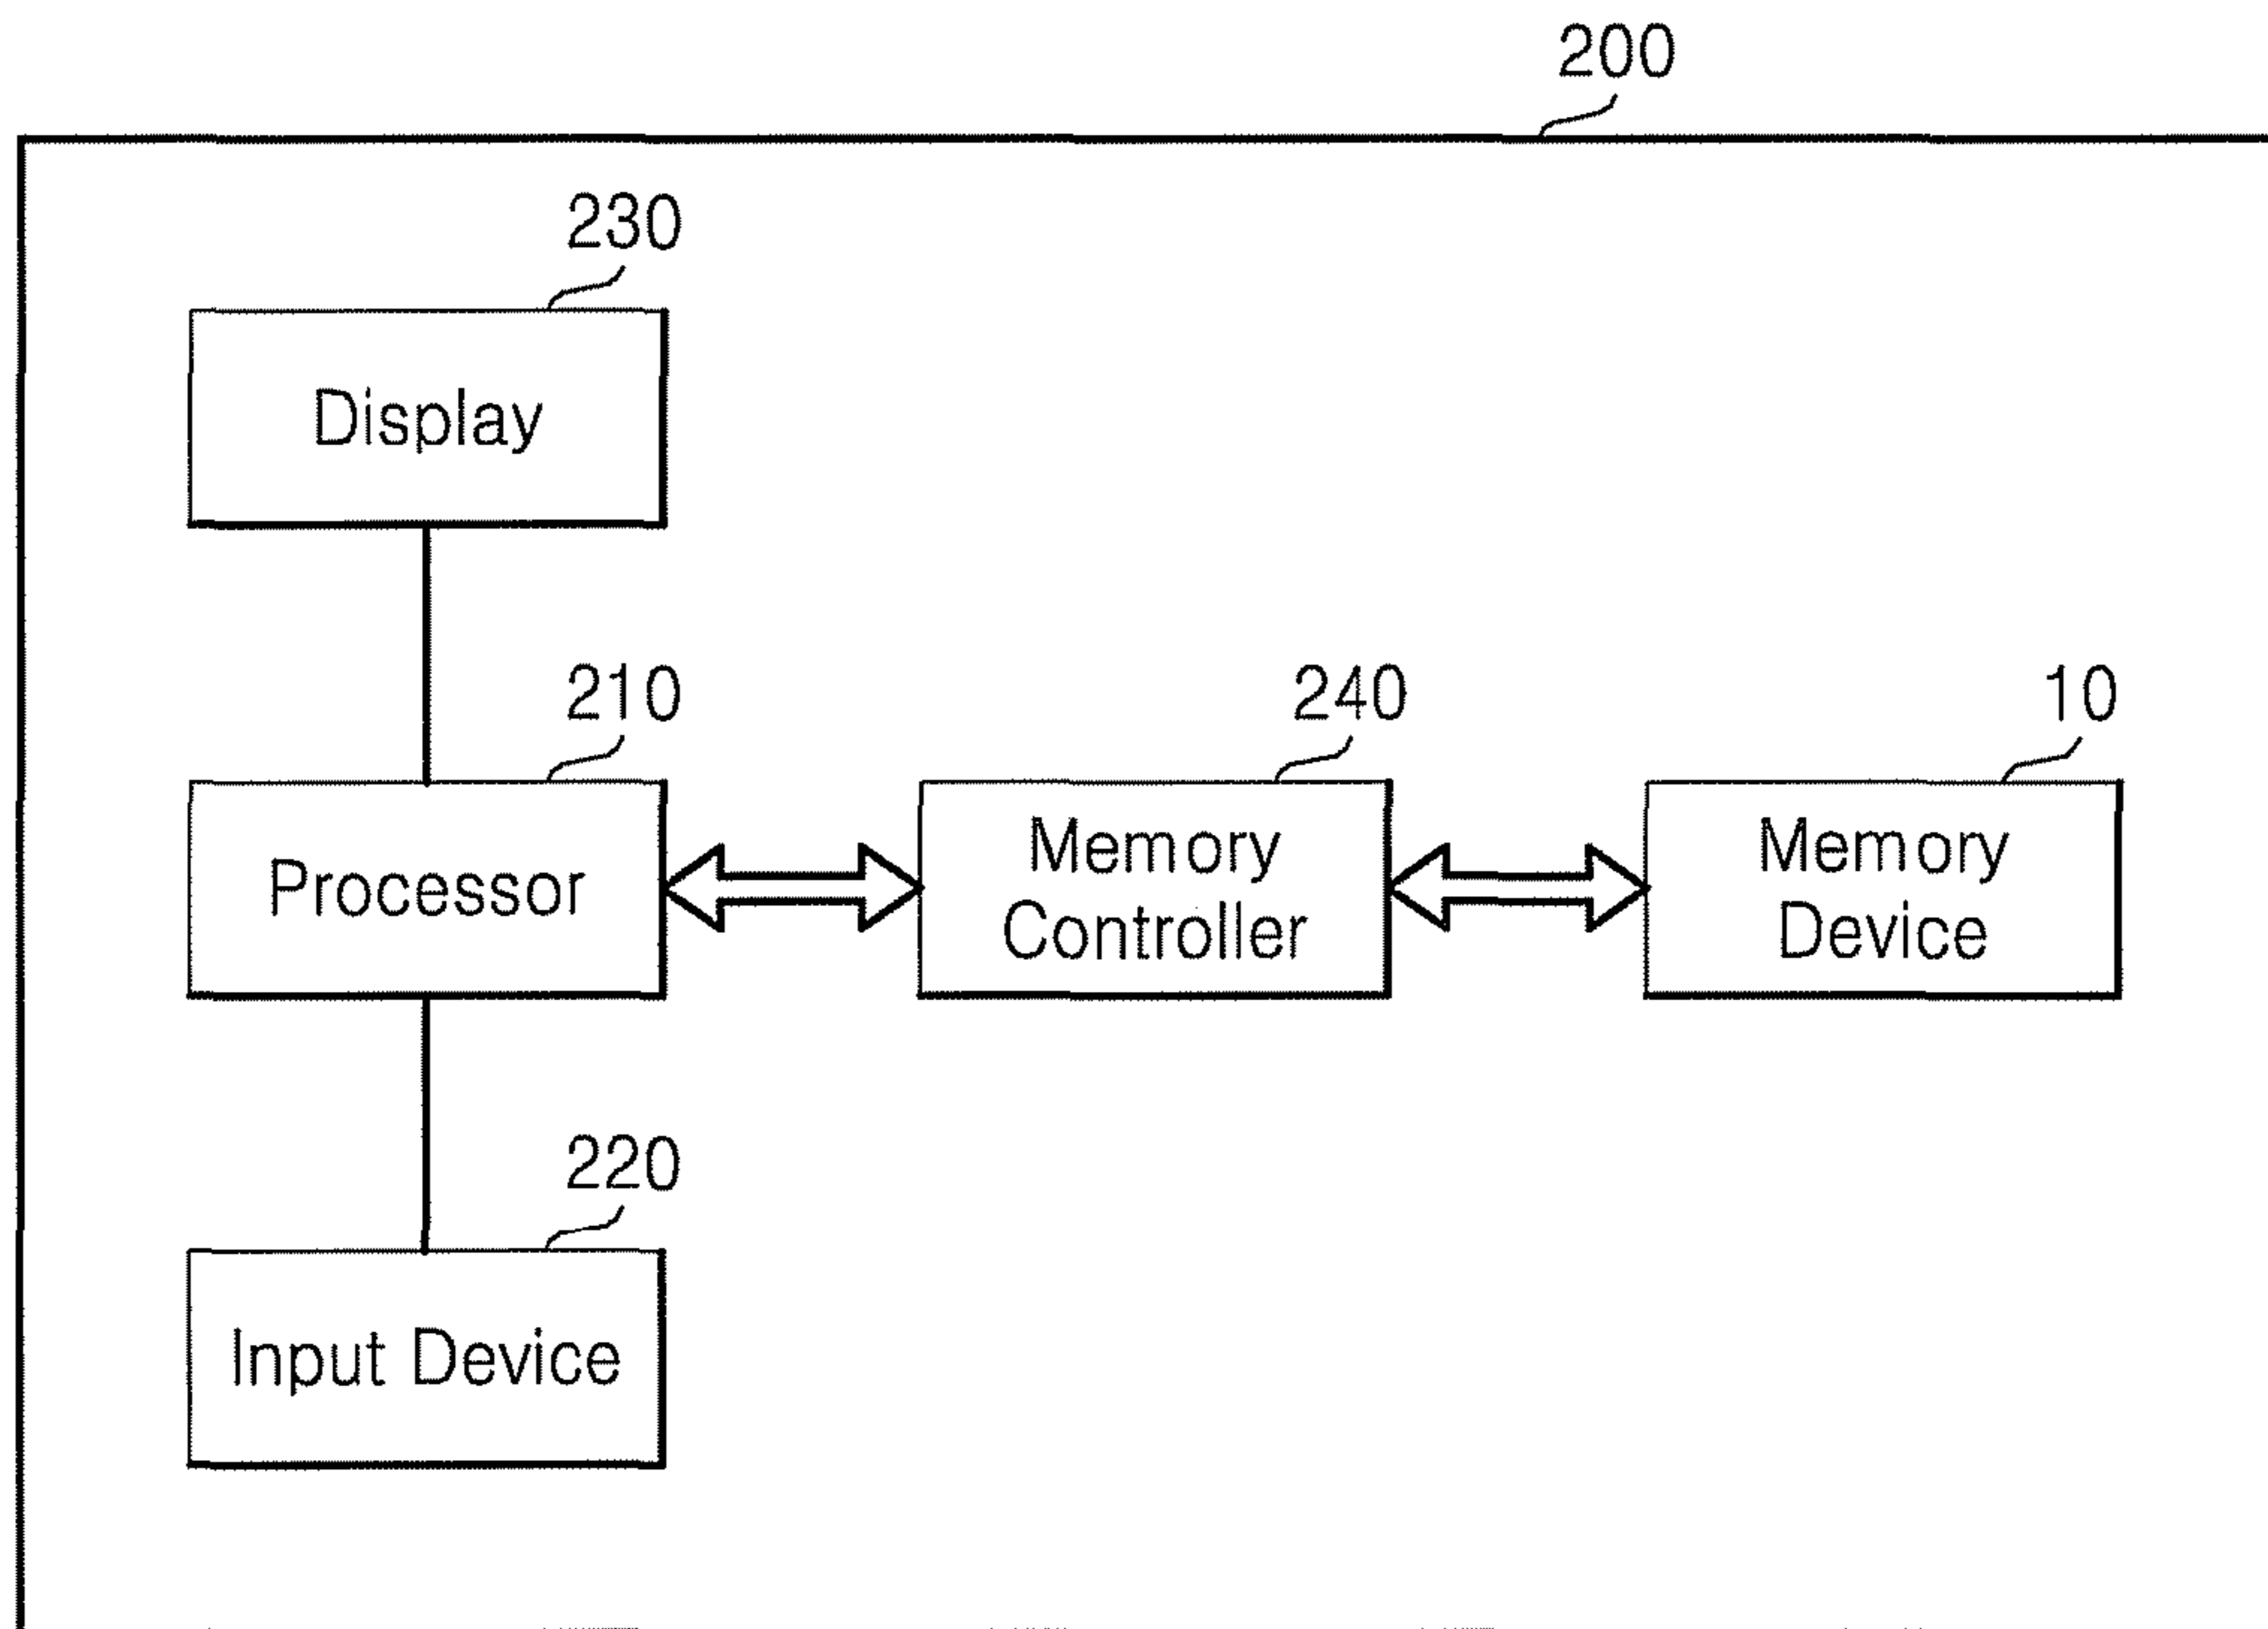 200
230
Display
210
240
10
Processor
Memory
Controller
Memory
Device
220
Input Device